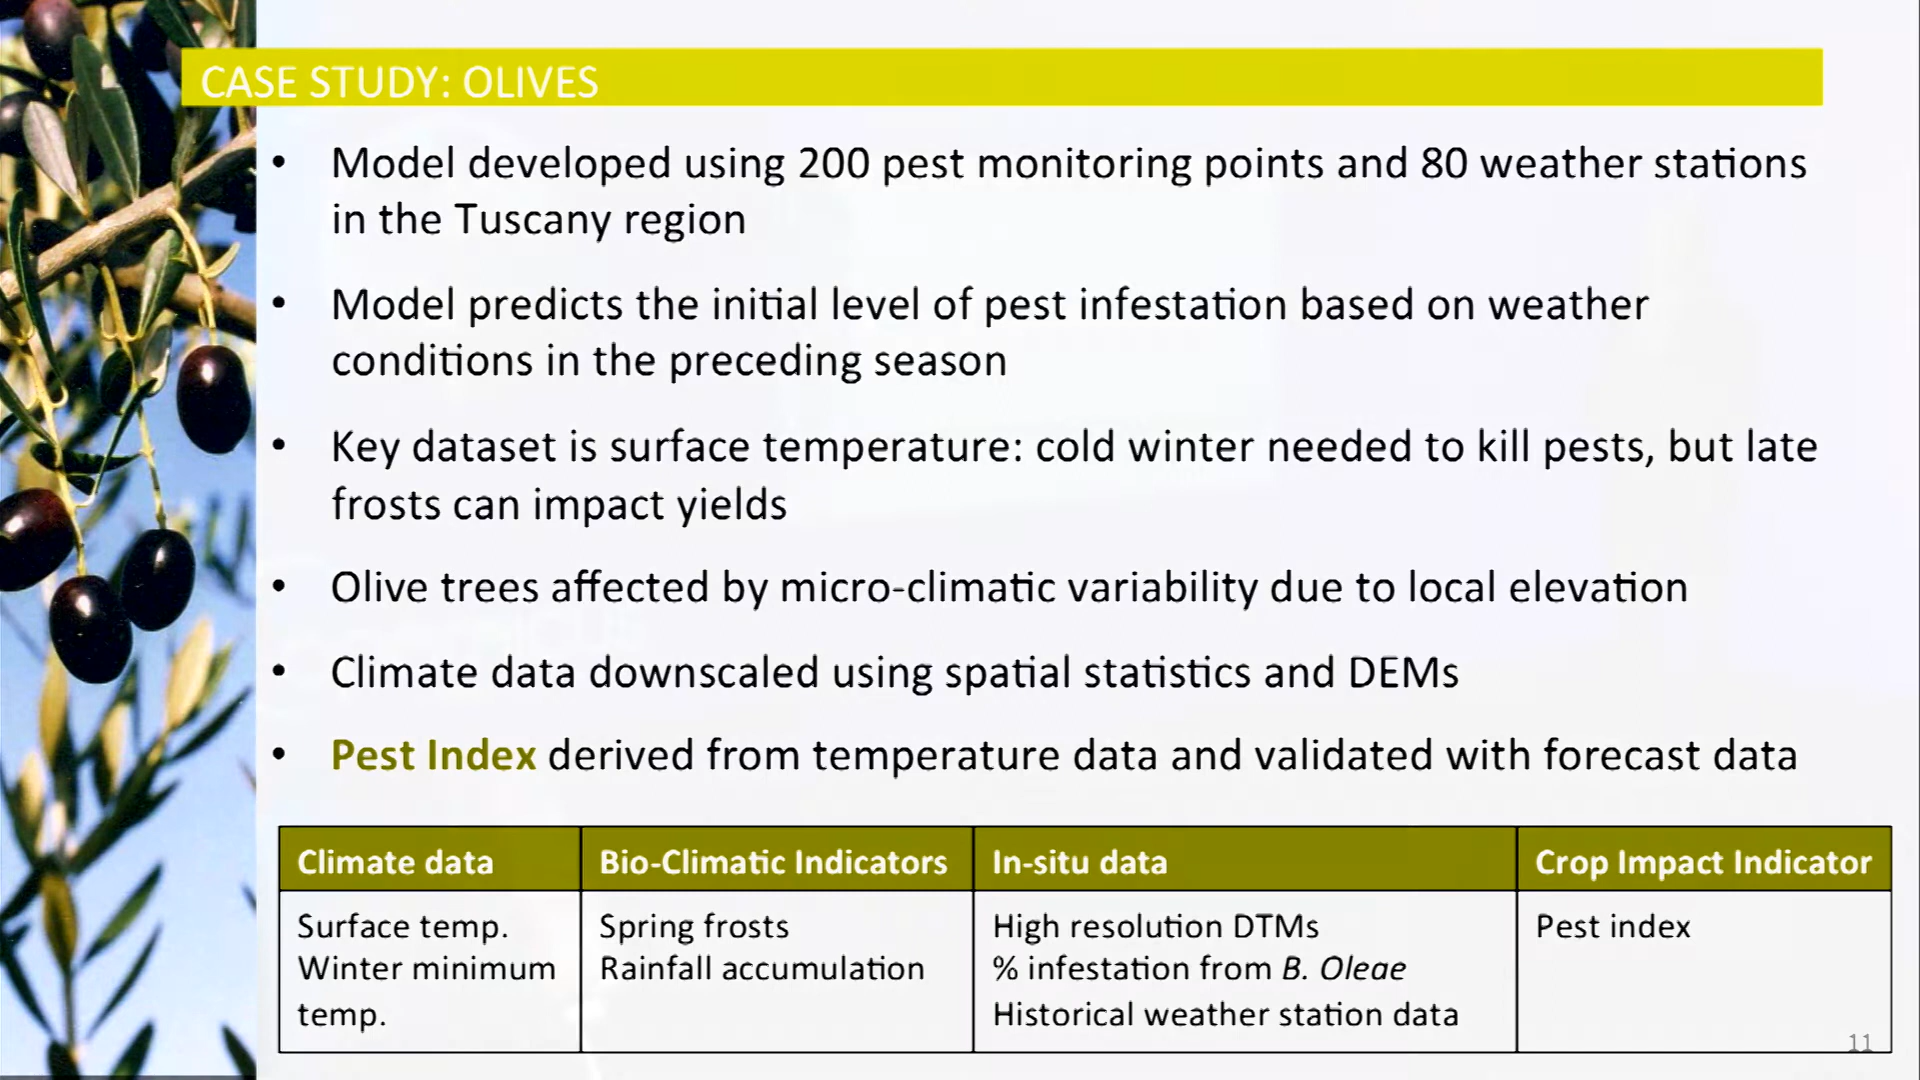 CASE STUDY: OLIVES
• Model developed using 200 pest monitoring points and 80 weather stations
in the Tuscany region
• Model predicts the initial level of pest infestation based on weather
conditions in the preceding season
• Key dataset is surface temperature: cold winter needed to kill pests, but late
frosts can impact yields
• Olive trees affected by micro-climatic variability due to local elevation
• Climate data downscaled using spatial statistics and DEMs
• Pest Index derived from temperature data and validated with forecast data
Climate data Bio-Climatic Indicators In-situ data Crop Impact Indicator
Surface temp. Spring frosts High resolution DTMs Pest index
Winter minimum Rainfall accumulation % infestation from B. Oleae
temp. Historical weather station data
11